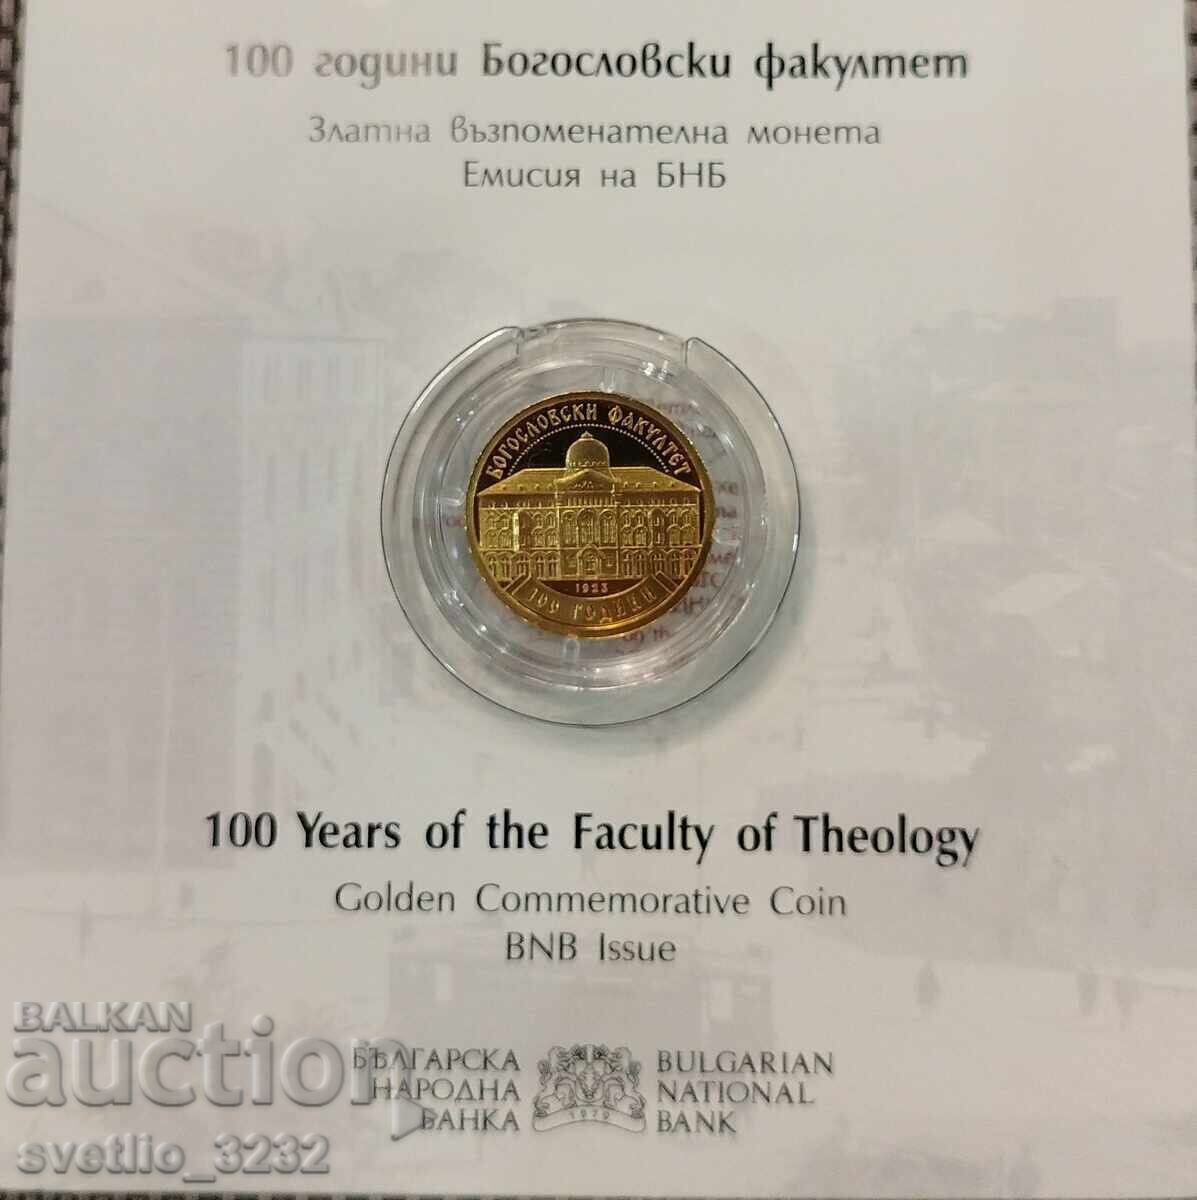 100 години Богословски факултет
Златна възпоменателна монета
Емисия на БНБ
БОГОСЛОВСКИ ФАКУЛТЕТ
1923
100 ГОДИНИ
100 Years of the Faculty of Theology
Golden Commemorative Coin
BNB Issue
БЪЛГАРСКА
НАРОДНА
БАНКА
1879
BULGARIAN
NATIONAL
BANK
BALKAN
auction
svetlio_3232